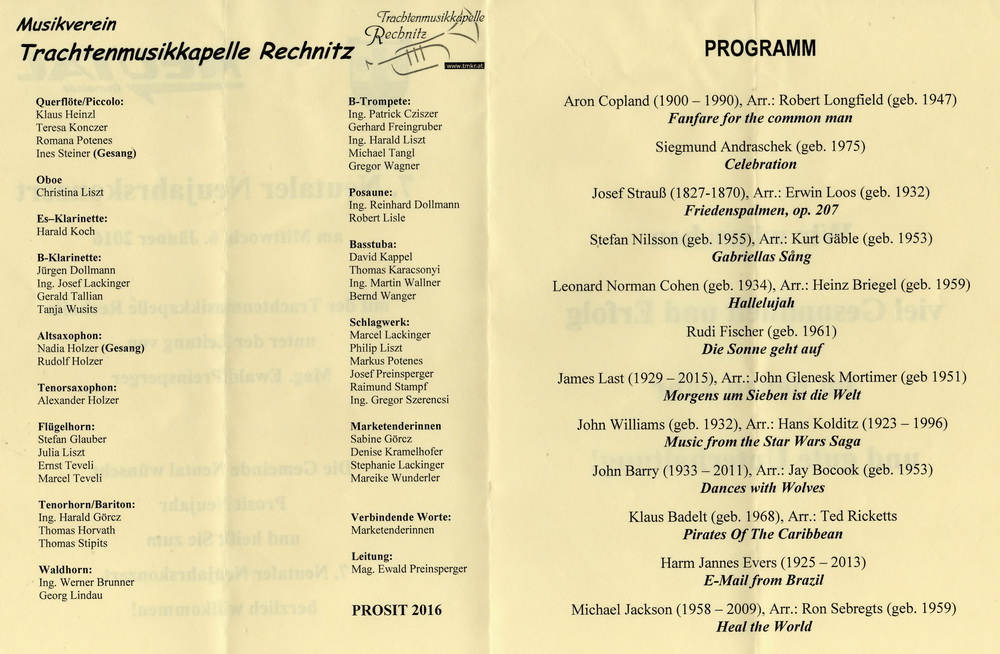 Musikverein
Trachtenmusikkapelle Rechnitz
Trachtenmusikkapelle
Rechnitz
www.tmkr.at
Querflöte/Piccolo:
Klaus Heinzl
Teresa Konczer
Romana Potenes
Ines Steiner (Gesang)
Oboe
Christina Liszt
Es–Klarinette:
Harald Koch
B-Klarinette:
Jürgen Dollmann
Ing. Josef Lackinger
Gerald Tallian
Tanja Wusits
Altsaxophon:
Nadia Holzer (Gesang)
Rudolf Holzer
Tenorsaxophon:
Alexander Holzer
Flügelhorn:
Stefan Glauber
Julia Liszt
Ernst Teveli
Marcel Teveli
Tenorhorn/Bariton:
Ing. Harald Görcz
Thomas Horvath
Thomas Stipits
Waldhorn:
Ing. Werner Brunner
Georg Lindau
B-Trompete:
Ing. Patrick Cziszer
Gerhard Freingruber
Ing. Harald Liszt
Michael Tangl
Gregor Wagner
Posaune:
Ing. Reinhard Dollmann
Robert Lisle
Basstuba:
David Kappel
Thomas Karacsonyi
Ing. Martin Wallner
Bernd Wanger
Schlagwerk:
Marcel Lackinger
Philip Liszt
Markus Potenes
Josef Preinsperger
Raimund Stampf
Ing. Gregor Szerencsi
Marketenderinnen
Sabine Görcz
Denise Kramelhofer
Stephanie Lackinger
Mareike Wunderler
Verbindende Worte:
Marketenderinnen
Leitung:
Mag. Ewald Preinsperger
PROSIT 2016
PROGRAMM
Aron Copland (1900 – 1990), Arr.: Robert Longfield (geb. 1947)
Fanfare for the common man
Siegmund Andraschek (geb. 1975)
Celebration
Josef Strauß (1827-1870), Arr.: Erwin Loos (geb. 1932)
Friedenspalmen, op. 207
Stefan Nilsson (geb. 1955), Arr.: Kurt Gäble (geb. 1953)
Gabriellas Sång
Leonard Norman Cohen (geb. 1934), Arr.: Heinz Briegel (geb. 1959)
Hallelujah
Rudi Fischer (geb. 1961)
Die Sonne geht auf
James Last (1929 – 2015), Arr.: John Glenesk Mortimer (geb 1951)
Morgens um Sieben ist die Welt
John Williams (geb. 1932), Arr.: Hans Kolditz (1923 – 1996)
Music from the Star Wars Saga
John Barry (1933 – 2011), Arr.: Jay Bocook (geb. 1953)
Dances with Wolves
Klaus Badelt (geb. 1968), Arr.: Ted Ricketts
Pirates Of The Caribbean
Harm Jannes Evers (1925 – 2013)
E-Mail from Brazil
Michael Jackson (1958 – 2009), Arr.: Ron Sebregts (geb. 1959)
Heal the World